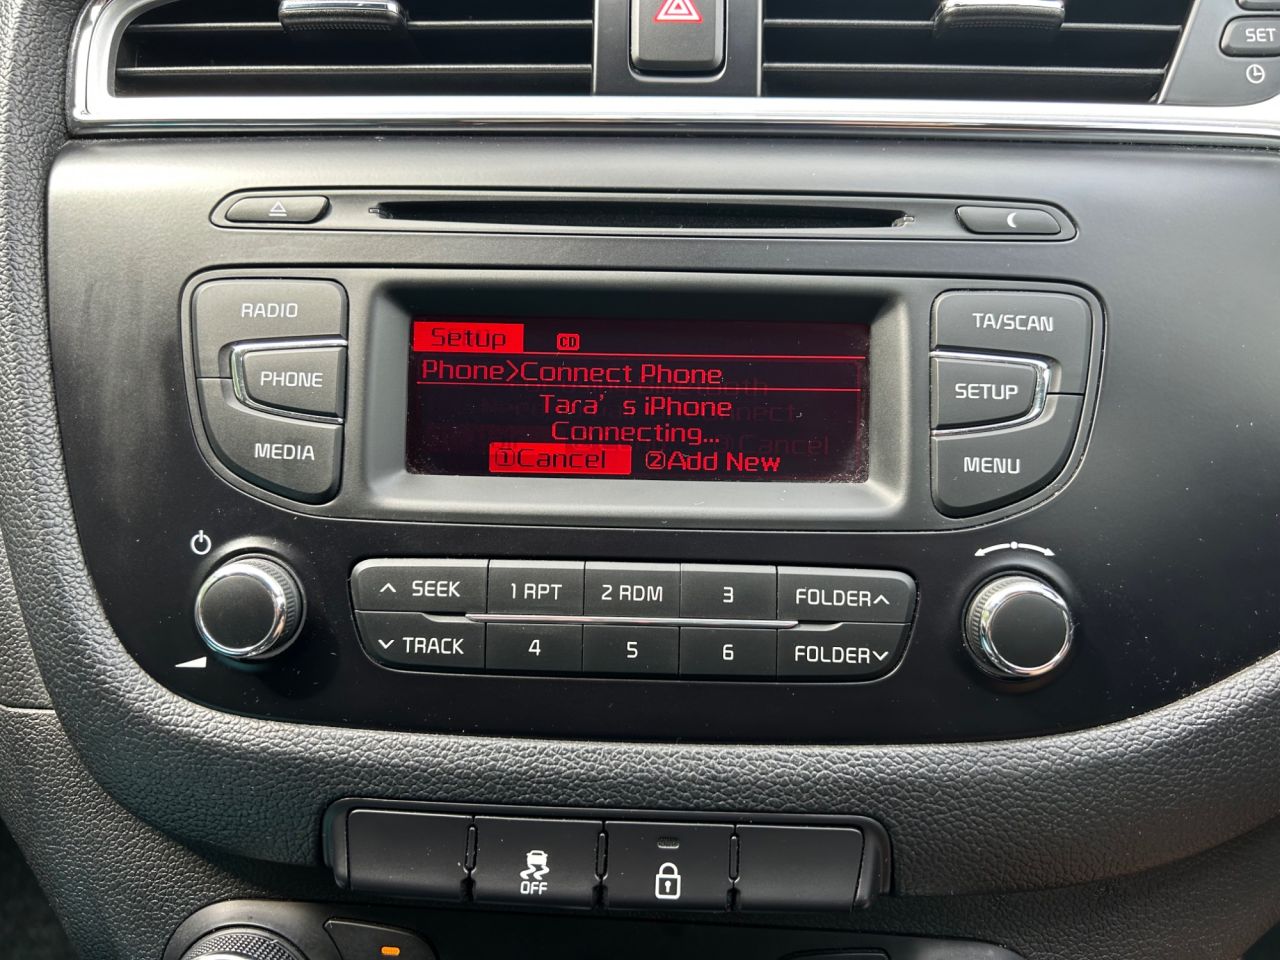 SET
RADIO
PHONE
MEDIA
Setup CD
Phone>Connect Phone
Tara's iPhone
Connecting...
①Cancel ②Add New
TA/SCAN
SETUP
MENU
SEEK 1 RPT 2 RDM 3 FOLDER
TRACK 4 5 6 FOLDER
OFF